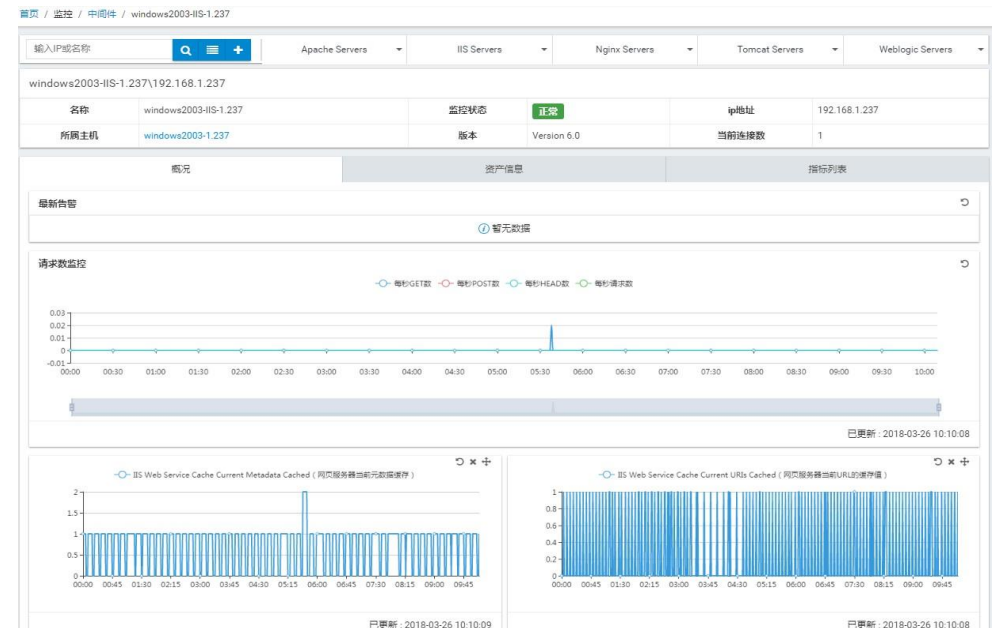 首页 / 监控 / 中间件 / windows2003-IIS-1.237
输入IP或名称 Apache Servers IIS Servers Nginx Servers Tomcat Servers Weblogic Servers
windows2003-IIS-1.237\192.168.1.237
名称 windows2003-IIS-1.237 监控状态 正常 ip地址 192.168.1.237
所属主机 windows2003-1.237 版本 Version 6.0 当前连接数 1
概况 资产信息 指标列表
最新告警
暂无数据
请求数监控
每秒GET数 每秒POST数 每秒HEAD数 每秒请求数
0.03
0.02
0.01
0
-0.01
00:00 00:30 01:00 01:30 02:00 02:30 03:00 03:30 04:00 04:30 05:00 05:30 06:00 06:30 07:00 07:30 08:00 08:30 09:00 09:30 10:00
已更新 : 2018-03-26 10:10:08
IIS Web Service Cache Current Metadata Cached ( 网页服务器当前元数据缓存 )
2
1.5
1
0.5
0
00:00 00:45 01:30 02:15 03:00 03:45 04:30 05:15 06:00 06:45 07:30 08:15 09:00 09:45
已更新 : 2018-03-26 10:10:09
IIS Web Service Cache Current URIs Cached ( 网页服务器当前URL的缓存值 )
1
0.8
0.6
0.4
0.2
0
00:00 00:45 01:30 02:15 03:00 03:45 04:30 05:15 06:00 06:45 07:30 08:15 09:00 09:45
已更新 : 2018-03-26 10:10:08